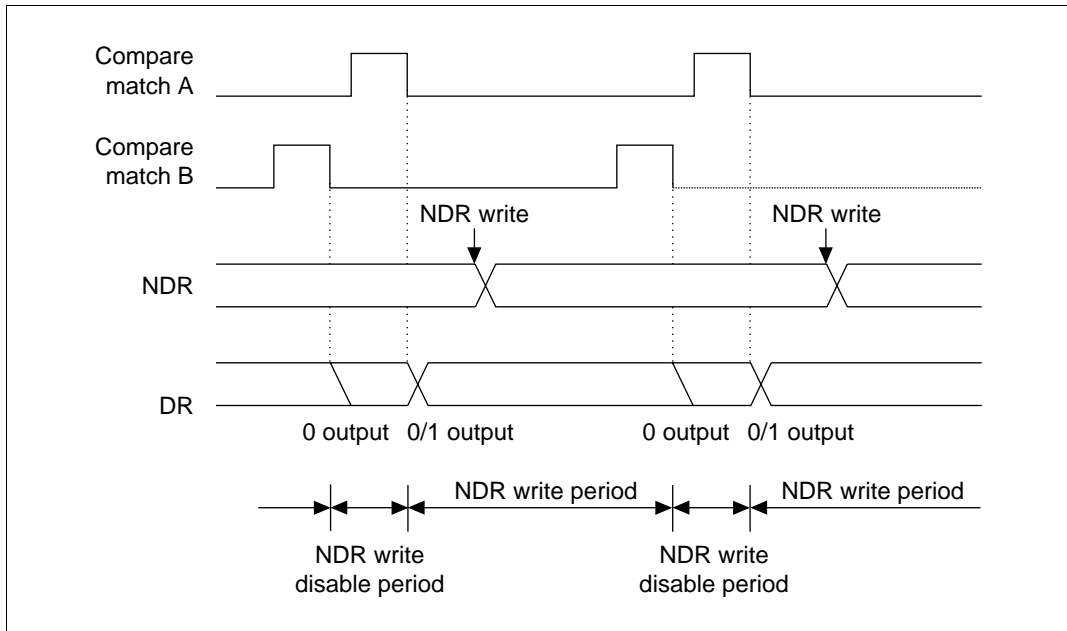 Compare
match A
Compare
match B
NDR write
NDR write
NDR
DR
0 output
0/1 output
0 output
0/1 output
NDR write period
NDR write period
NDR write
disable period
NDR write
disable period